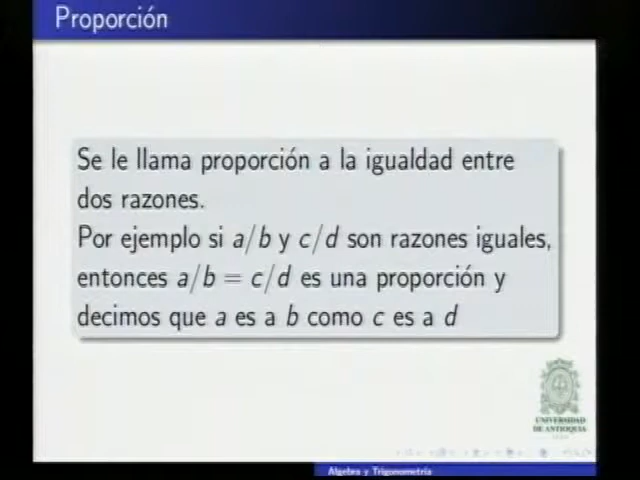 Proporción
Se le llama proporción a la igualdad entre
dos razones.
Por ejemplo si a/b y c/d son razones iguales,
entonces a/b = c/d es una proporción y
decimos que a es a b como c es a d
UNIVERSIDAD
DE ANTIOQUIA
Algebra y Trigonometría